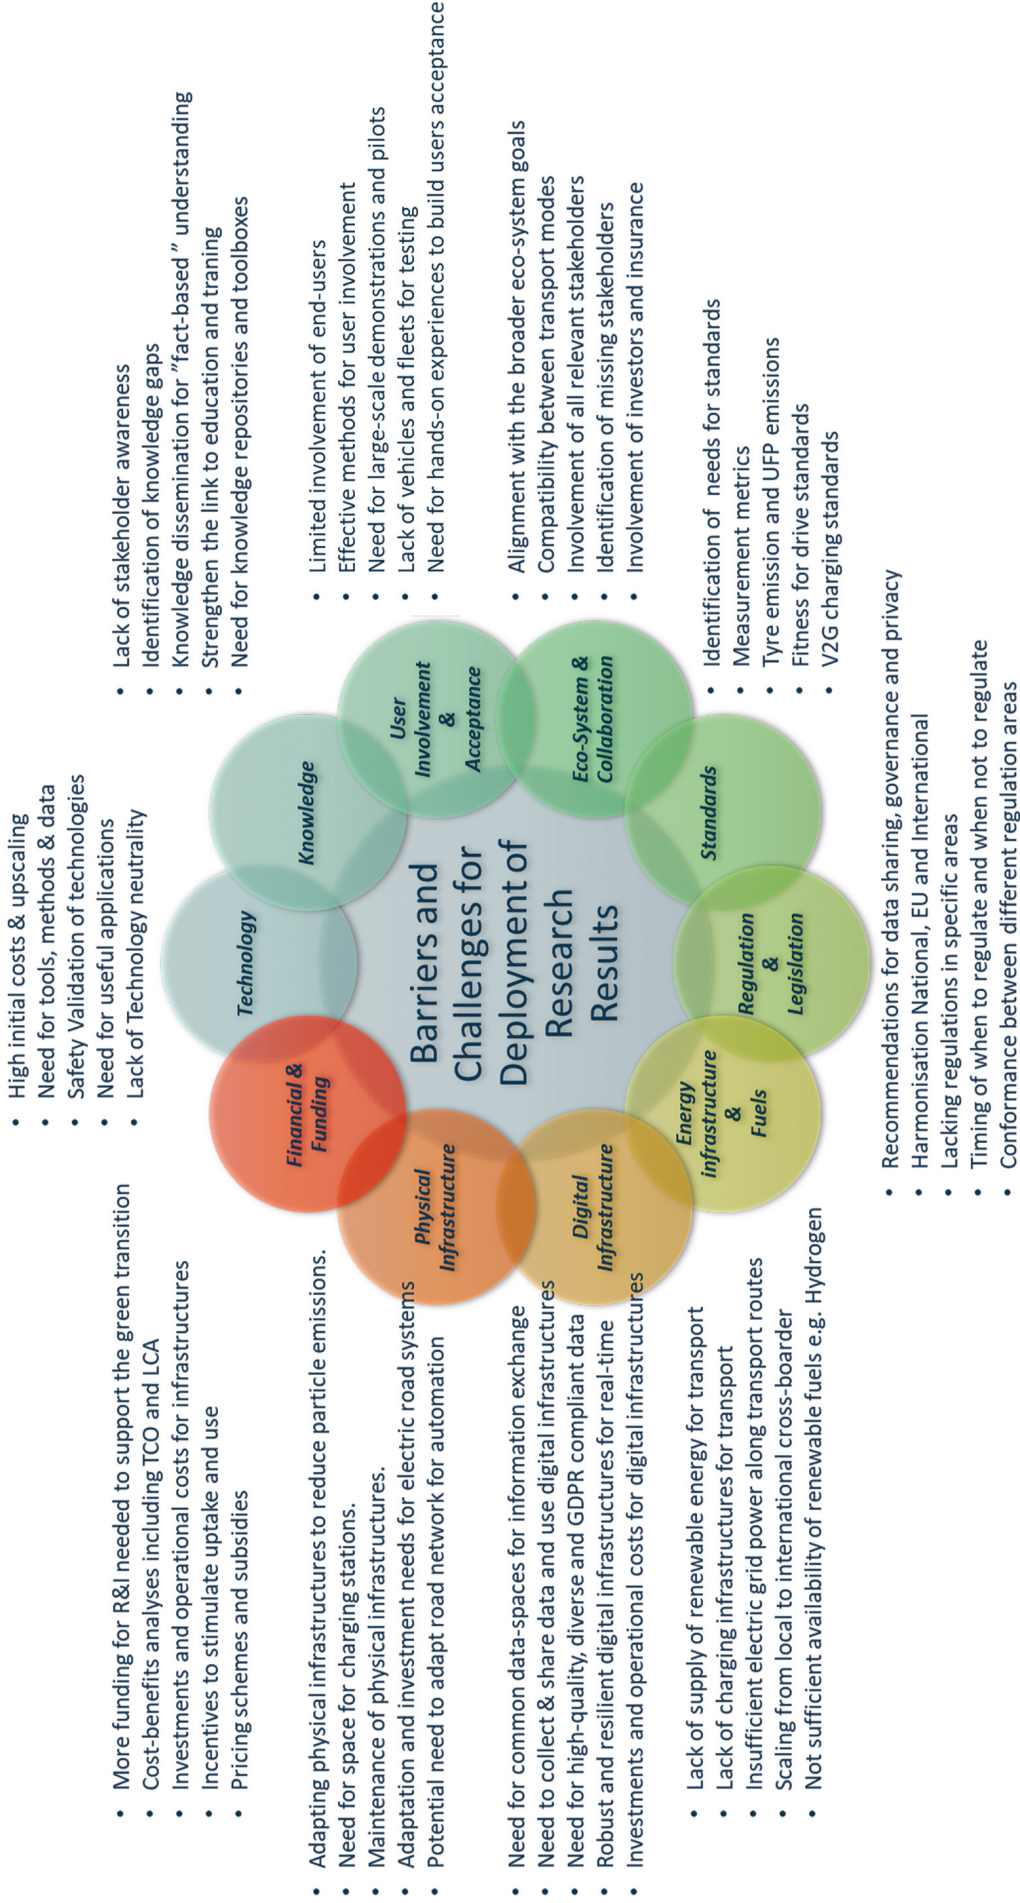 Barriers and
Challenges for
Deployment of
Research
Results
Technology
• High initial costs & upscaling
• Need for tools, methods & data
• Safety Validation of technologies
• Need for useful applications
• Lack of Technology neutrality
Knowledge
• Lack of stakeholder awareness
• Identification of knowledge gaps
• Knowledge dissemination for ”fact-based ” understanding
• Strengthen the link to education and traning
• Need for knowledge repositories and toolboxes
User
Involvement
&
Acceptance
• Limited involvement of end-users
• Effective methods for user involvement
• Need for large-scale demonstrations and pilots
• Lack of vehicles and fleets for testing
• Need for hands-on experiences to build users acceptance
Eco-System &
Collaboration
• Alignment with the broader eco-system goals
• Compatibility between transport modes
• Involvement of all relevant stakeholders
• Identification of missing stakeholders
• Involvement of investors and insurance
Standards
• Identification of needs for standards
• Measurement metrics
• Tyre emission and UFP emissions
• Fitness for drive standards
• V2G charging standards
Regulation
&
Legislation
• Recommendations for data sharing, governance and privacy
• Harmonisation National, EU and International
• Lacking regulations in specific areas
• Timing of when to regulate and when not to regulate
• Conformance between different regulation areas
Energy
infrastructure
&
Fuels
• Lack of supply of renewable energy for transport
• Lack of charging infrastructures for transport
• Insufficient electric grid power along transport routes
• Scaling from local to international cross-boarder
• Not sufficient availability of renewable fuels e.g. Hydrogen
Digital
Infrastructure
• Need for common data-spaces for information exchange
• Need to collect & share data and use digital infrastructures
• Need for high-quality, diverse and GDPR compliant data
• Robust and resilient digital infrastructures for real-time
• Investments and operational costs for digital infrastructures
Physical
Infrastructure
• Adapting physical infrastructures to reduce particle emissions.
• Need for space for charging stations.
• Maintenance of physical infrastructures.
• Adaptation and investment needs for electric road systems
• Potential need to adapt road network for automation
Financial &
Funding
• More funding for R&I needed to support the green transition
• Cost-benefits analyses including TCO and LCA
• Investments and operational costs for infrastructures
• Incentives to stimulate uptake and use
• Pricing schemes and subsidies